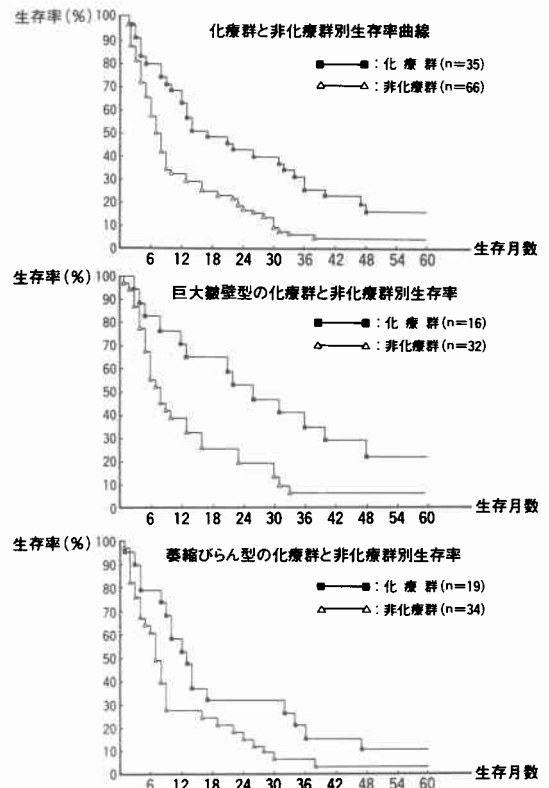 生存率(%)
化療群と非化療群別生存率曲線
100
90
80
70
60
50
40
30
20
10
0
■──■：化 療 群(n=35)
△──△：非化療群(n=66)
6 12 18 24 30 36 42 48 54 60
生存月数
生存率(%)
巨大皺壁型の化療群と非化療群別生存率
100
90
80
70
60
50
40
30
20
10
0
■──■：化 療 群(n=16)
△──△：非化療群(n=32)
6 12 18 24 30 36 42 48 54 60
生存月数
生存率(%)
萎縮びらん型の化療群と非化療群別生存率
100
90
80
70
60
50
40
30
20
10
0
■──■：化 療 群(n=19)
△──△：非化療群(n=34)
6 12 18 24 30 36 42 48 54 60
生存月数